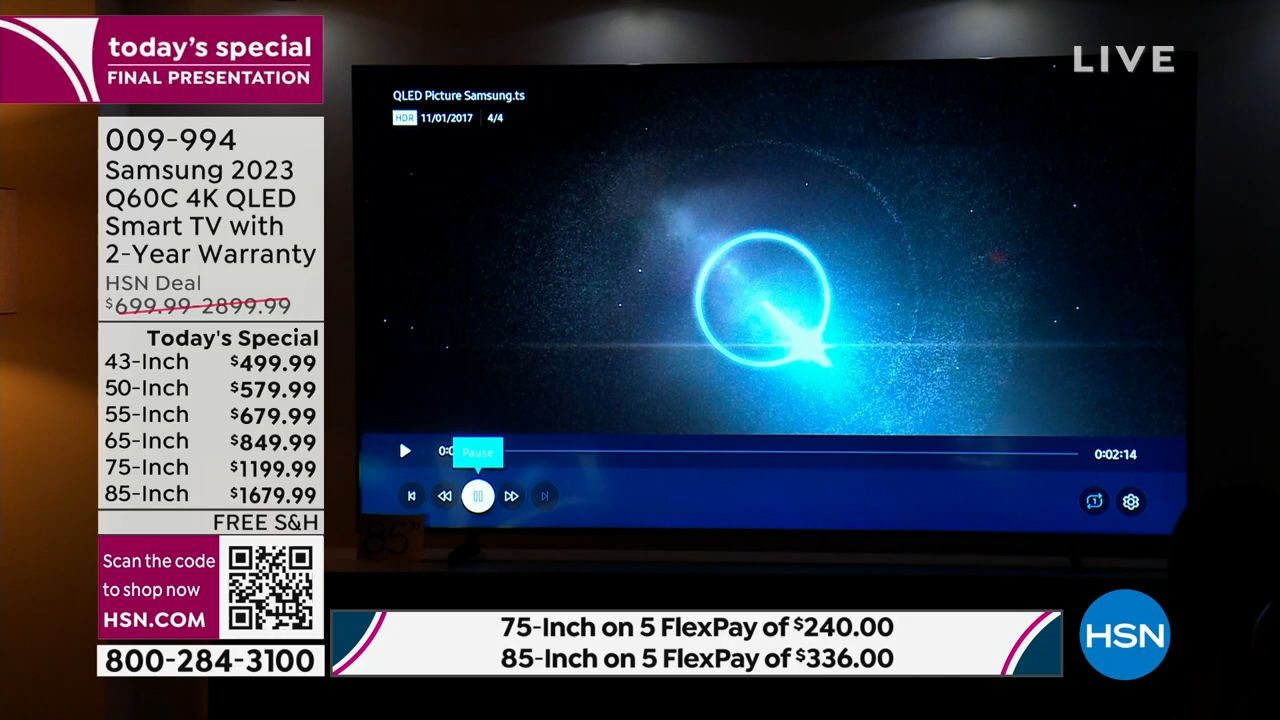 today's special
FINAL PRESENTATION
LIVE
009-994
Samsung 2023
Q60C 4K QLED
Smart TV with
2-Year Warranty
HSN Deal
$699.99-2899.99
Today's Special
43-Inch $499.99
50-Inch $579.99
55-Inch $679.99
65-Inch $849.99
75-Inch $1199.99
85-Inch $1679.99
FREE S&H
Scan the code
to shop now
HSN.COM
800-284-3100
QLED Picture Samsung.ts
HDR 11/01/2017 4/4
Pause
0:02:14
85"
75-Inch on 5 FlexPay of $240.00
85-Inch on 5 FlexPay of $336.00
HSN